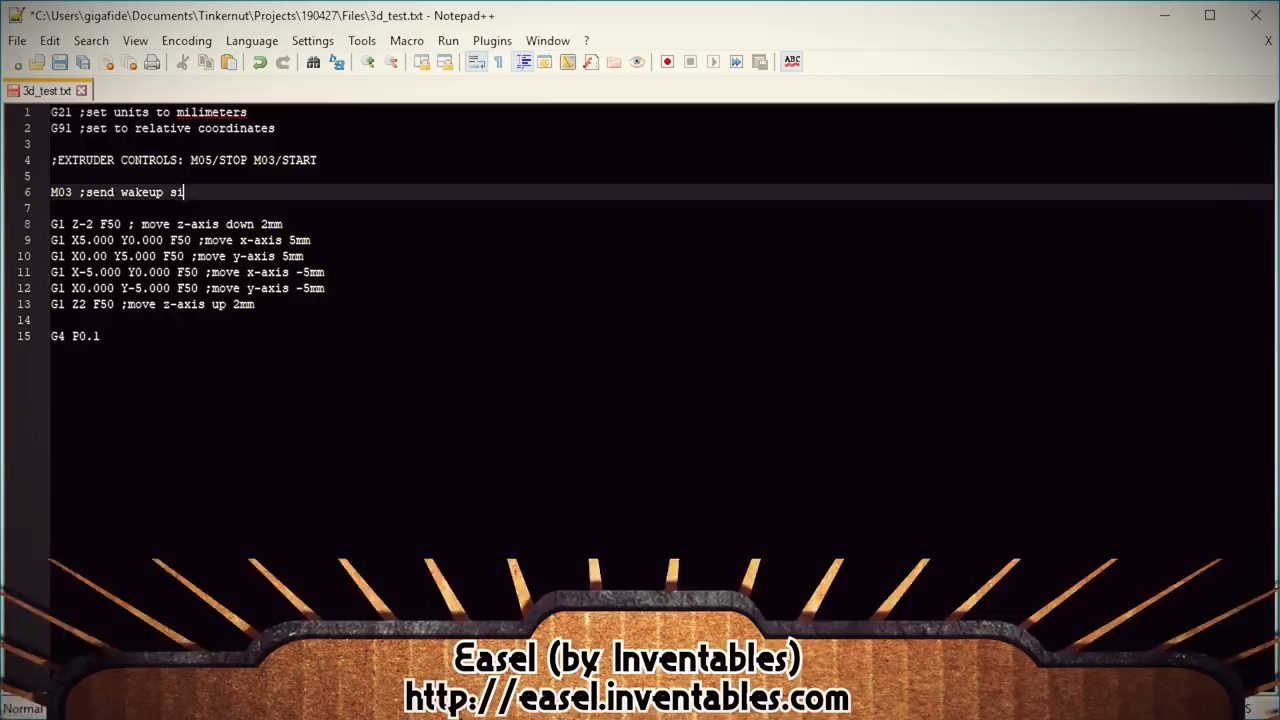 *C:\Users\gigafide\Documents\Tinkernut\Projects\190427\Files\3d_test.txt - Notepad++
File Edit Search View Encoding Language Settings Tools Macro Run Plugins Window ? X
ABC
3d_test.txt
1 G21 ;set units to milimeters
2 G91 ;set to relative coordinates
3
4 ;EXTRUDER CONTROLS: M05/STOP M03/START
5
6 M03 ;send wakeup si
7
8 G1 Z-2 F50 ; move z-axis down 2mm
9 G1 X5.000 Y0.000 F50 ;move x-axis 5mm
10 G1 X0.00 Y5.000 F50 ;move y-axis 5mm
11 G1 X-5.000 Y0.000 F50 ;move x-axis -5mm
12 G1 X0.000 Y-5.000 F50 ;move y-axis -5mm
13 G1 Z2 F50 ;move z-axis up 2mm
14
15 G4 P0.1
Easel (by Inventables)
http://easel.inventables.com
Normal S